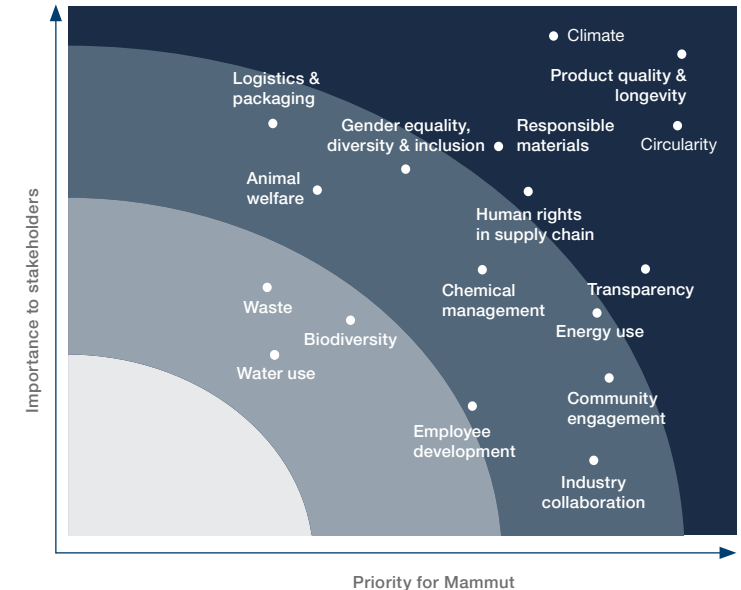 Climate
Product quality &
longevity
Logistics &
packaging
Gender equality,
diversity & inclusion
Responsible
materials
Circularity
Animal
welfare
Human rights
in supply chain
Chemical
management
Transparency
Waste
Energy use
Biodiversity
Water use
Community
engagement
Employee
development
Industry
collaboration
Importance to stakeholders
Priority for Mammut